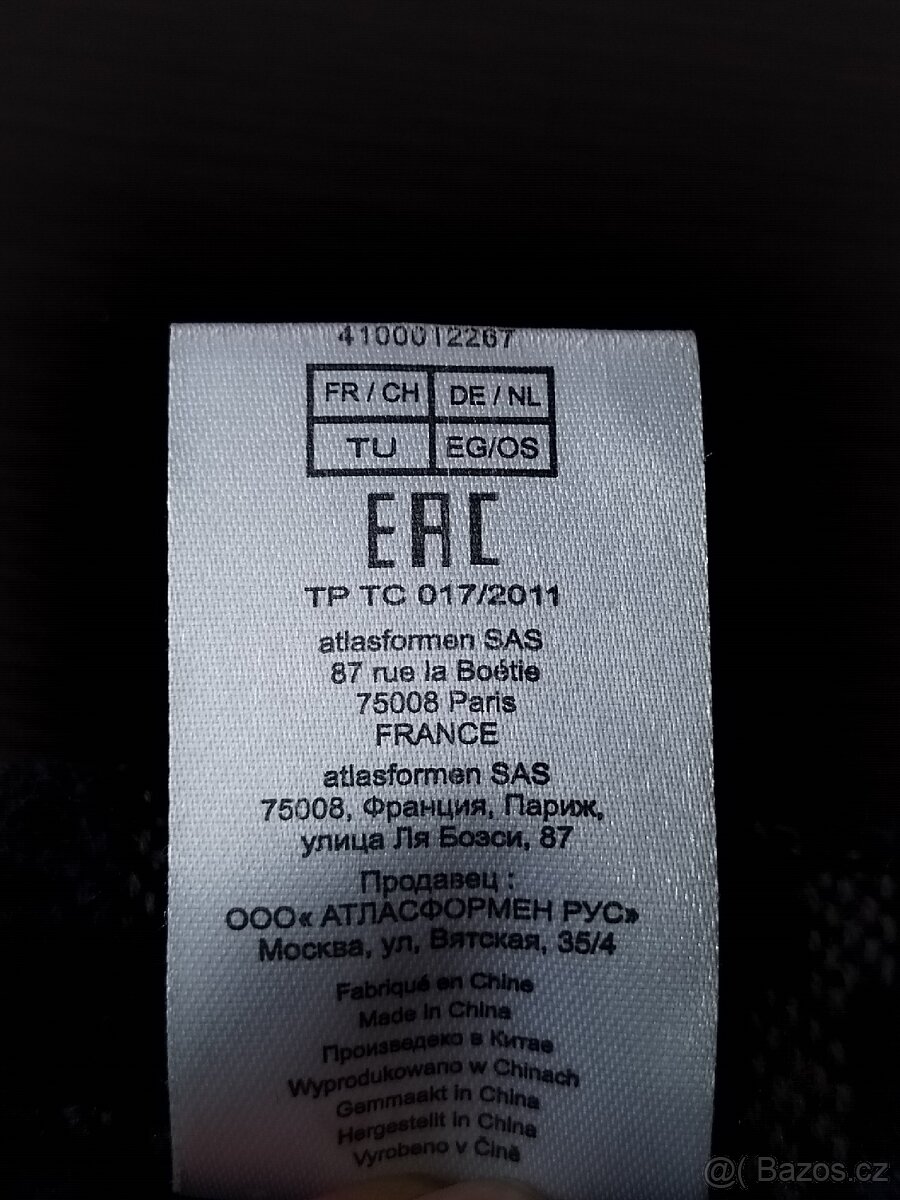 4100012267
FR / CH DE / NL
TU EG/OS
EAC
ТР ТС 017/2011
atlasformen SAS
87 rue la Boétie
75008 Paris
FRANCE
atlasformen SAS
75008, Франция, Париж,
улица Ля Боэси, 87
Продавец :
ООО« АТЛАСФОРМЕН РУС»
Москва, ул, Вятская, 35/4
Fabriqué en Chine
Made in China
Произведено в Китае
Wyprodukowano w Chinach
Gemmaakt in China
Hergestellt in China
Vyrobeno v Číně
@( Bazos.cz